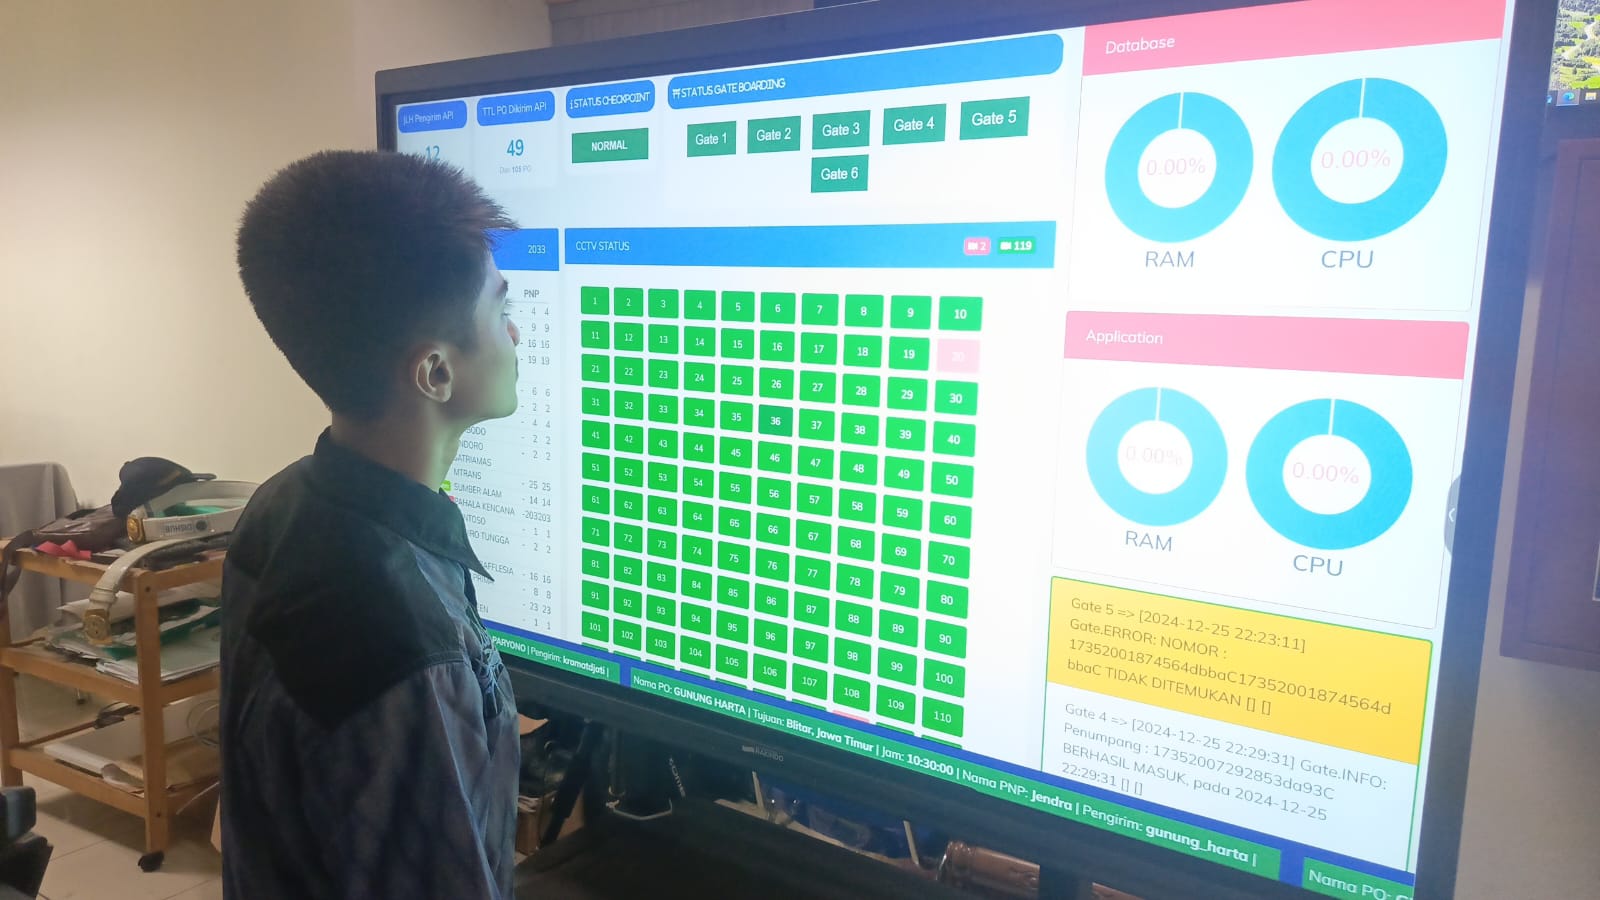 JLH Pengirim API
12
TTL PO Dikirim API
49
Dari 105 PO
STATUS CHECKPOINT
NORMAL
STATUS GATE BOARDING
Gate 1 Gate 2 Gate 3 Gate 4 Gate 5
Gate 6
2033
PNP
- 4 4
- 9 9
- 16 16
- 19 19
- 6 6
- 2 2
- 4 4
- 2 2
- 2 2
MTRANS
SUMBER ALAM - 25 25
PAHALA KENCANA - 14 14
-203203
- 1 1
TUNGGA - 2 2
- 16 16
- 8 8
- 23 23
- 1 1
CCTV STATUS
2 119
1 2 3 4 5 6 7 8 9 10
11 12 13 14 15 16 17 18 19 20
21 22 23 24 25 26 27 28 29 30
31 32 33 34 35 36 37 38 39 40
41 42 43 44 45 46 47 48 49 50
51 52 53 54 55 56 57 58 59 60
61 62 63 64 65 66 67 68 69 70
71 72 73 74 75 76 77 78 79 80
81 82 83 84 85 86 87 88 89 90
91 92 93 94 95 96 97 98 99 100
101 102 103 104 105 106 107 108 109 110
Database
0.00% 0.00%
RAM CPU
Application
0.00% 0.00%
RAM CPU
Gate 5 => [2024-12-25 22:23:11]
Gate.ERROR: NOMOR :
17352001874564dbbaC17352001874564d
bbaC TIDAK DITEMUKAN [] []
Gate 4 => [2024-12-25 22:29:31] Gate.INFO:
Penumpang : 17352007292853da93C
BERHASIL MASUK, pada 2024-12-25
22:29:31 [] []
PARYONO | Pengirim: kramatdjati |
Nama PO: GUNUNG HARTA | Tujuan: Blitar, Jawa Timur | Jam: 10:30:00 | Nama PNP: Jendra | Pengirim: gunung_harta |
Nama PO:
DISHUB